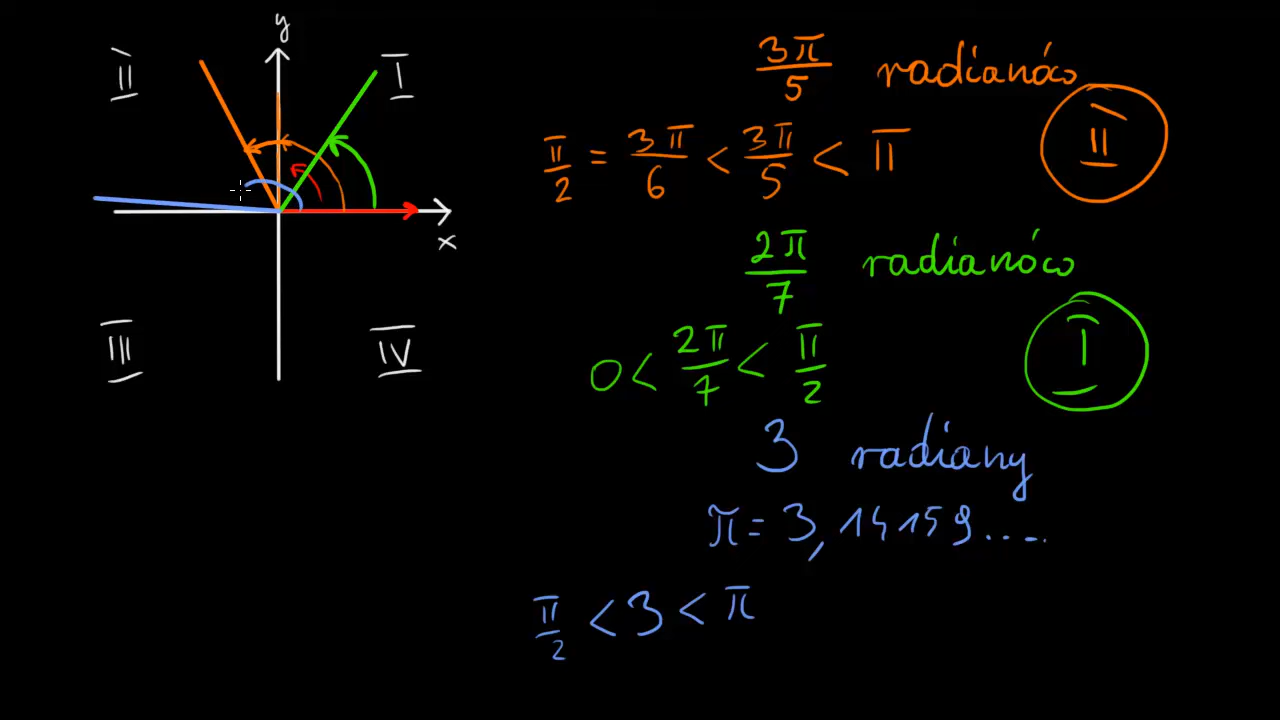 y
II
I
x
III
IV
3π/5 radianów
π/2 = 3π/6 < 3π/5 < π
II
2π/7 radianów
0 < 2π/7 < π/2
I
3 radiany
π = 3,14159....
π/2 < 3 < π